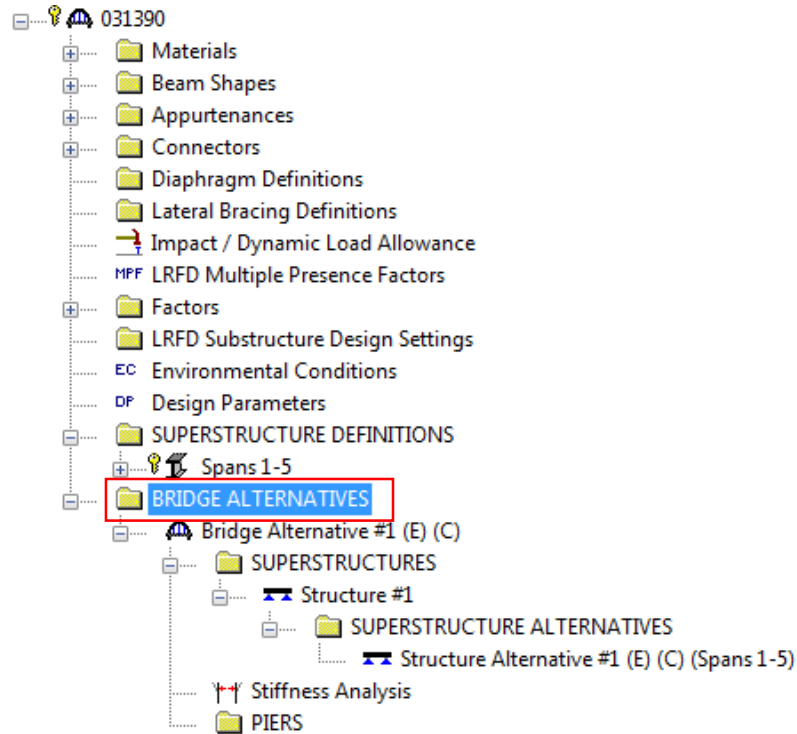 031390
Materials
Beam Shapes
Appurtenances
Connectors
Diaphragm Definitions
Lateral Bracing Definitions
Impact / Dynamic Load Allowance
MPF LRFD Multiple Presence Factors
Factors
LRFD Substructure Design Settings
EC Environmental Conditions
DP Design Parameters
SUPERSTRUCTURE DEFINITIONS
Spans 1-5
BRIDGE ALTERNATIVES
Bridge Alternative #1 (E) (C)
SUPERSTRUCTURES
Structure #1
SUPERSTRUCTURE ALTERNATIVES
Structure Alternative #1 (E) (C) (Spans 1-5)
Stiffness Analysis
PIERS